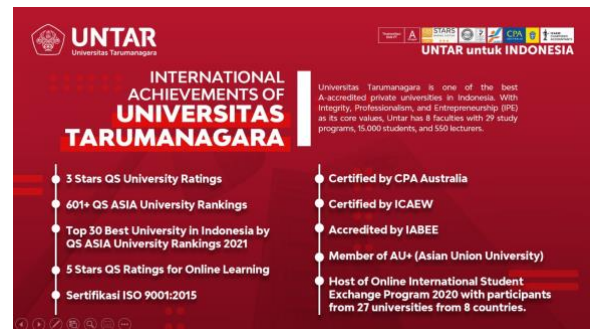 UNTAR
Universitas Tarumanagara
A
STARS
CPA
UNTAR untuk INDONESIA
INTERNATIONAL
ACHIEVEMENTS OF
UNIVERSITAS
TARUMANAGARA
Universitas Tarumanagara is one of the best
A-accredited private universities in Indonesia. With
Integrity, Professionalism, and Entrepreneurship (IPE)
as its core values, Untar has 8 faculties with 29 study
programs, 15.000 students, and 550 lecturers.
3 Stars QS University Ratings
601+ QS ASIA University Rankings
Top 30 Best University in Indonesia by
QS ASIA University Rankings 2021
5 Stars QS Ratings for Online Learning
Sertifikasi ISO 9001:2015
Certified by CPA Australia
Certified by ICAEW
Accredited by IABEE
Member of AU+ (Asian Union University)
Host of Online International Student
Exchange Program 2020 with participants
from 27 universities from 8 countries.